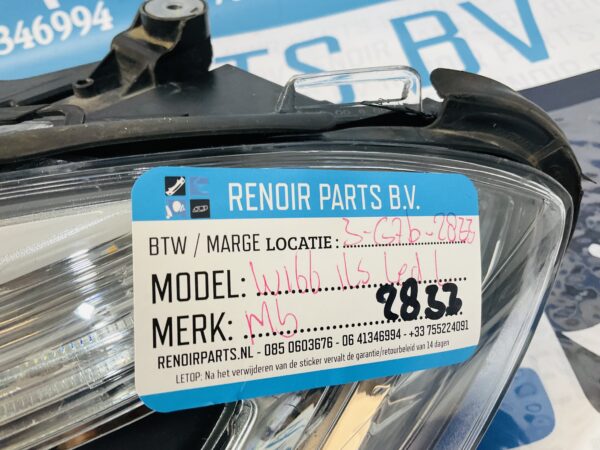 346994
TS B.V.
RENOIR PARTS B.V.
BTW / MARGE LOCATIE: 3-G7b-2833
MODEL: W166 ils led L
MERK: Mb 2833
RENOIRPARTS.NL - 085 0603676 - 06 41346994 - +33 755224091
LETOP: Na het verwijderen van de sticker vervalt de garantie/retourbeleid van 14 dagen